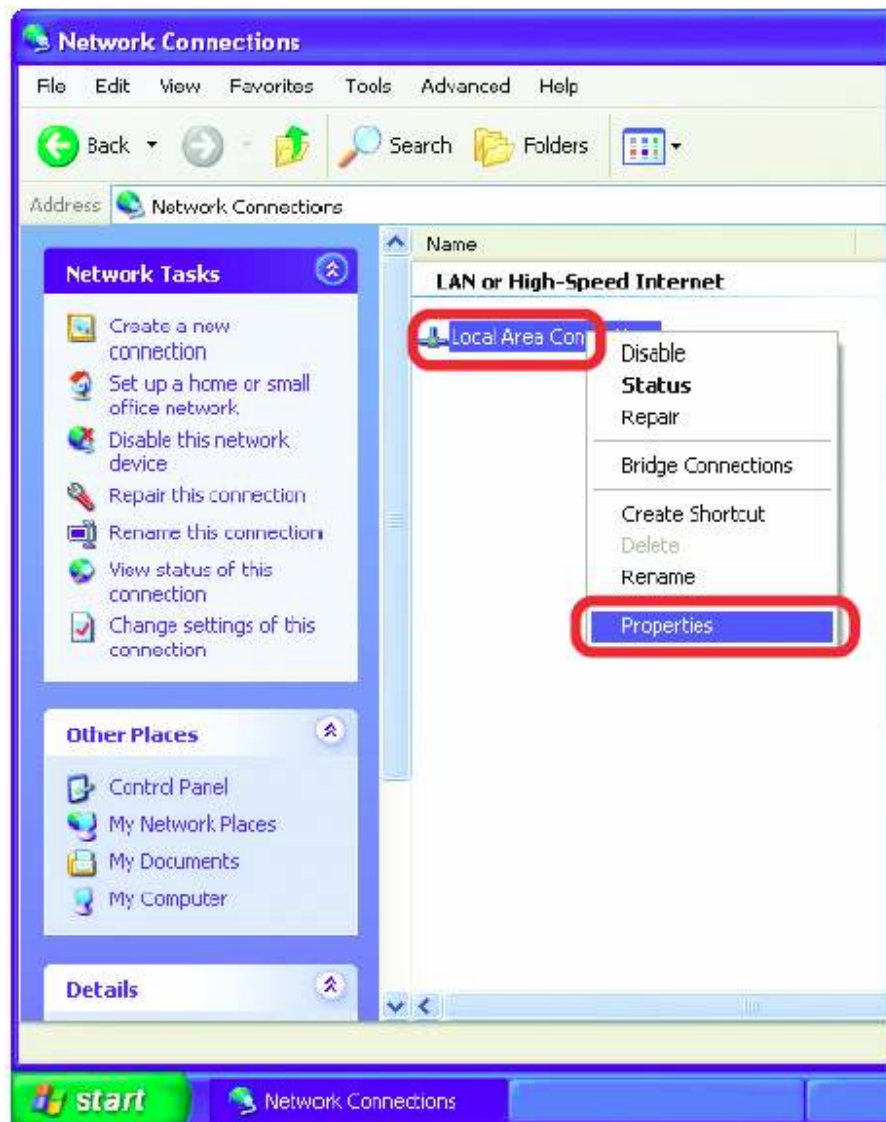 Network Connections
File Edit View Favorites Tools Advanced Help
Back Search Folders
Address Network Connections
Network Tasks
Create a new
connection
Set up a home or small
office network
Disable this network
device
Repair this connection
Rename this connection
View status of this
connection
Change settings of this
connection
Other Places
Control Panel
My Network Places
My Documents
My Computer
Details
Name
LAN or High-Speed Internet
Local Area Con
Disable
Status
Repair
Bridge Connections
Create Shortcut
Delete
Rename
Properties
start Network Connections